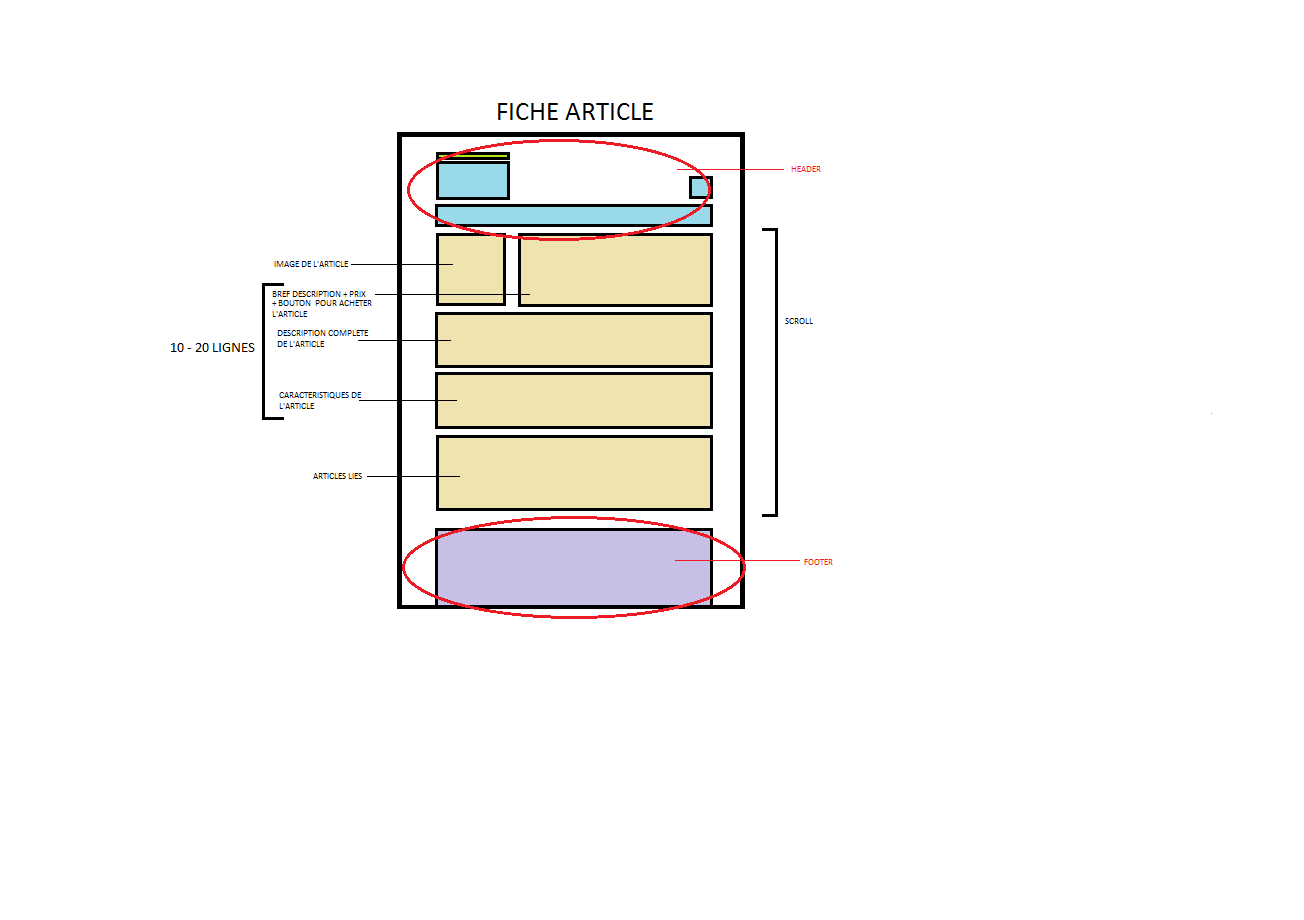 FICHE ARTICLE
HEADER
IMAGE DE L'ARTICLE
BREF DESCRIPTION + PRIX
+ BOUTON POUR ACHETER
L'ARTICLE
SCROLL
DESCRIPTION COMPLETE
DE L'ARTICLE
10 - 20 LIGNES
CARACTERISTIQUES DE
L'ARTICLE
ARTICLES LIES
FOOTER